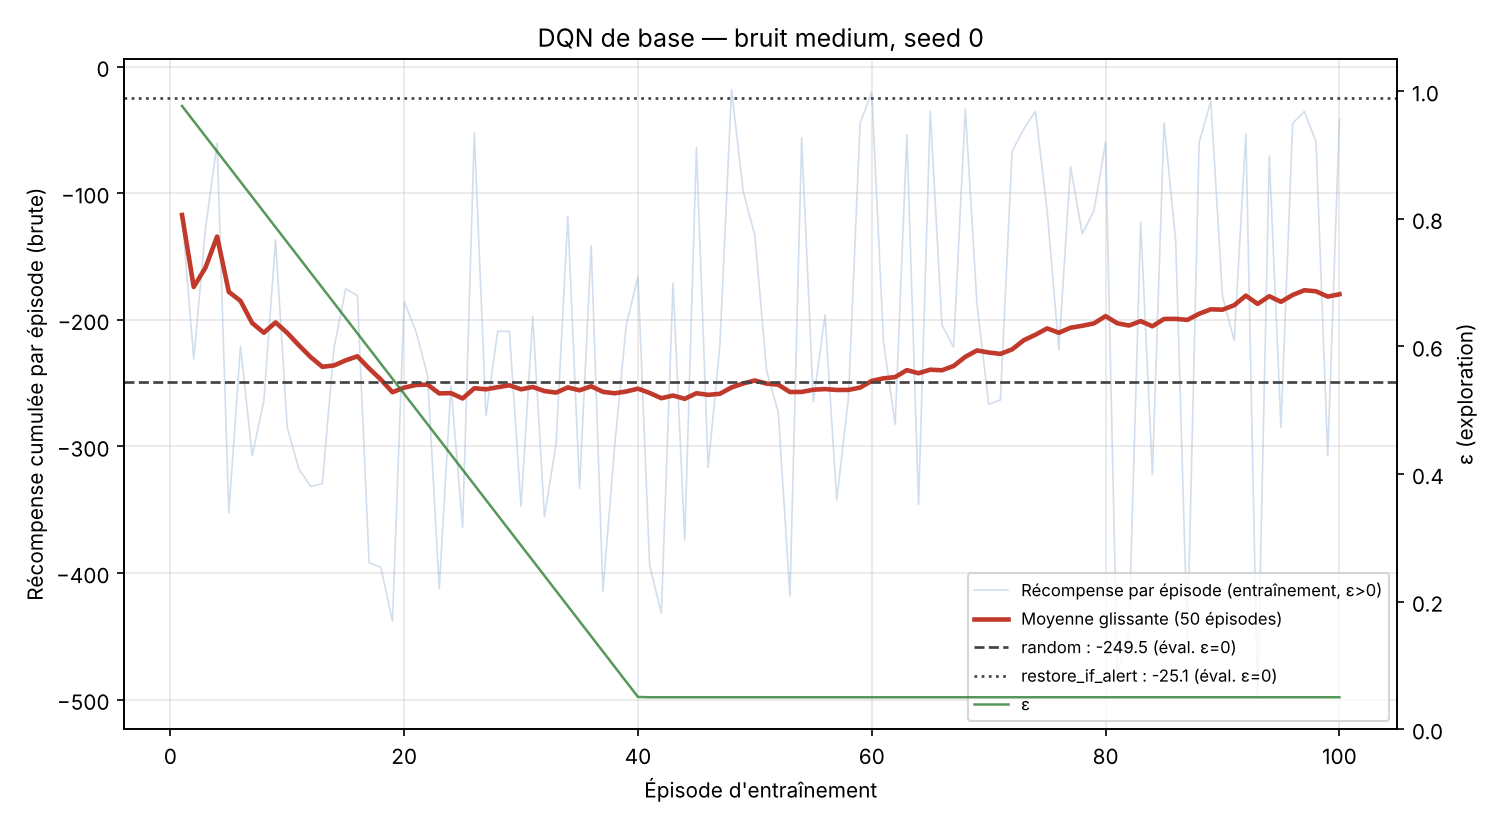 DQN de base — bruit medium, seed 0
Récompense cumulée par épisode (brute)
0
−100
−200
−300
−400
−500
1.0
0.8
0.6
0.4
0.2
0.0
ε (exploration)
Récompense par épisode (entraînement, ε>0)
Moyenne glissante (50 épisodes)
random : -249.5 (éval. ε=0)
restore_if_alert : -25.1 (éval. ε=0)
ε
0 20 40 60 80 100
Épisode d'entraînement